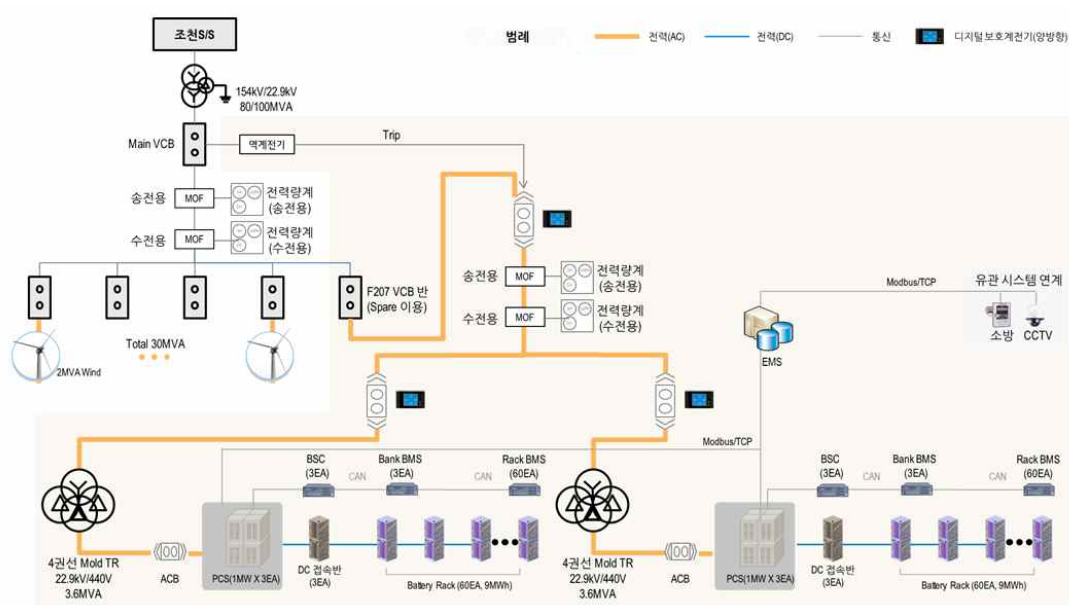 조천S/S
범례
전력(AC)
전력(DC)
통신
디지털 보호계전기(양방향)
154kV/22.9kV
80/100MVA
Main VCB
역계전기
Trip
송전용
MOF
전력량계
(송전용)
수전용
MOF
전력량계
(수전용)
F207 VCB 반
(Spare 이용)
Total 30MVA
2MVA Wind
송전용
MOF
전력량계
(송전용)
수전용
MOF
전력량계
(수전용)
Modbus/TCP
유관 시스템 연계
소방
CCTV
EMS
Modbus/TCP
BSC
(3EA)
CAN
Bank BMS
(3EA)
CAN
Rack BMS
(60EA)
BSC
(3EA)
CAN
Bank BMS
(3EA)
CAN
Rack BMS
(60EA)
4권선 Mold TR
22.9kV/440V
3.6MVA
ACB
PCS(1MW X 3EA)
DC 접속반
(3EA)
Battery Rack (60EA, 9MWh)
4권선 Mold TR
22.9kV/440V
3.6MVA
ACB
PCS(1MW X 3EA)
DC 접속반
(3EA)
Battery Rack (60EA, 9MWh)